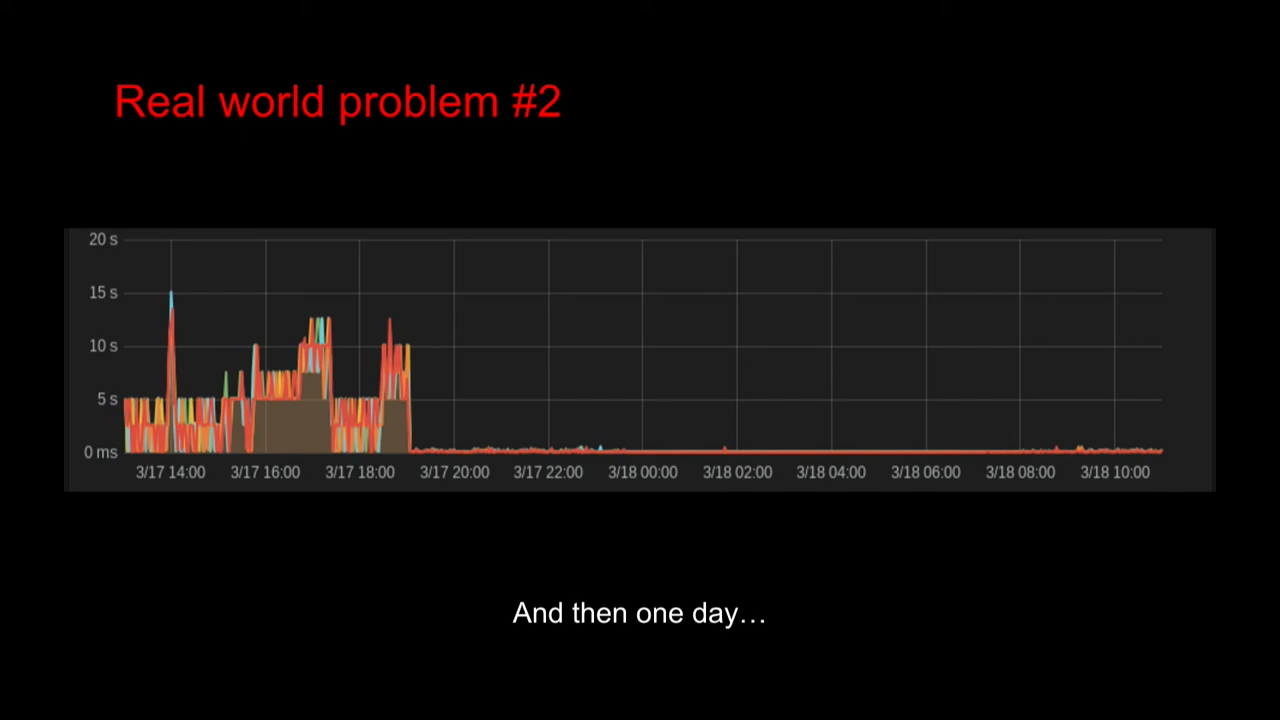 Real world problem #2
20 s
15 s
10 s
5 s
0 ms
3/17 14:00 3/17 16:00 3/17 18:00 3/17 20:00 3/17 22:00 3/18 00:00 3/18 02:00 3/18 04:00 3/18 06:00 3/18 08:00 3/18 10:00
And then one day…